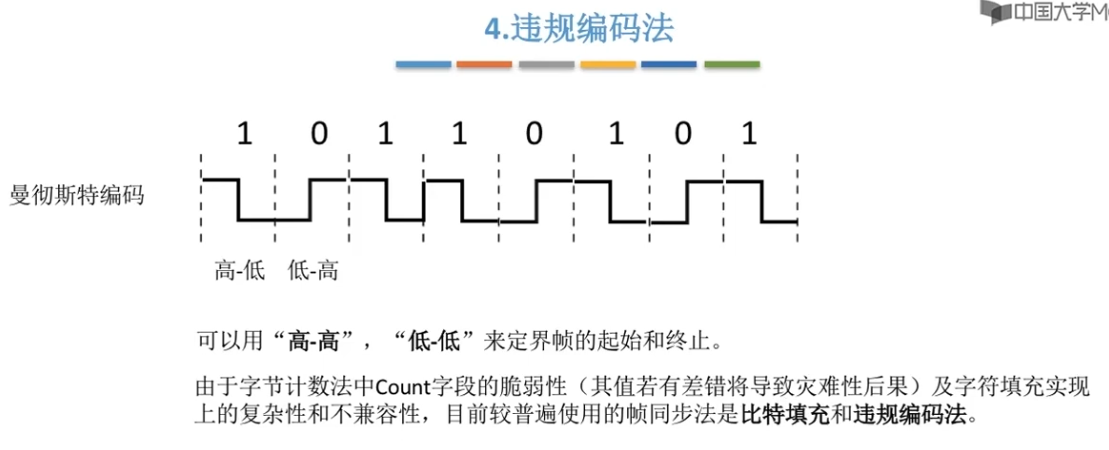 中国大学M
4.违规编码法
1 0 1 1 0 1 0 1
曼彻斯特编码
高-低 低-高
可以用“高-高”，“低-低”来定界帧的起始和终止。
由于字节计数法中Count字段的脆弱性（其值若有差错将导致灾难性后果）及字符填充实现
上的复杂性和不兼容性，目前较普遍使用的帧同步法是比特填充和违规编码法。